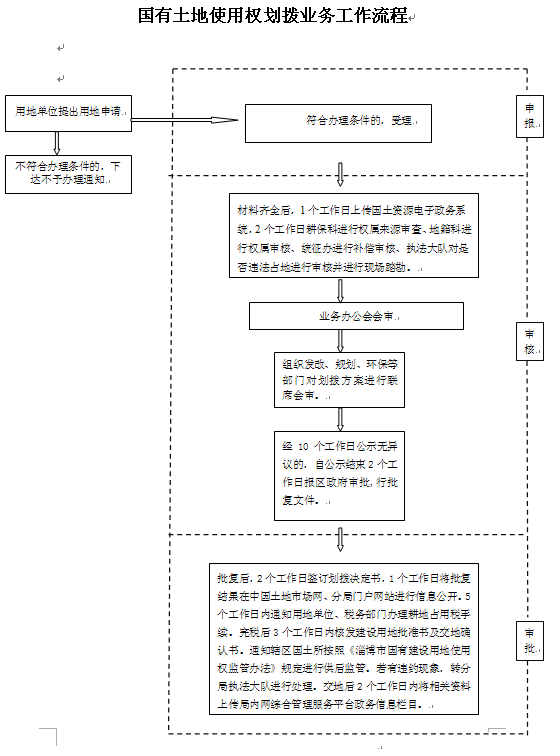 国有土地使用权划拨业务工作流程
用地单位提出用地申请
符合办理条件的，受理
申
报
不符合办理条件的，下
达不予办理通知
材料齐全后，1个工作日上传国土资源电子政务系
统，2个工作日耕保科进行权属来源审查、地籍科进
行权属审核、统征办进行补偿审核、执法大队对是
否违法占地进行审核并进行现场踏勘。
业务办公会会审
审
核
组织发改、规划、环保等
部门对划拨方案进行联
席会审。
经 10 个工作日公示无异
议的，自公示结束2个工
作日报区政府审批,行批
复文件。
批复后，2个工作日签订划拨决定书，1个工作日将批复
结果在中国土地市场网、分局门户网站进行信息公开。5
个工作日内通知用地单位、税务部门办理耕地占用税手
续。完税后3个工作日内核发建设用地批准书及交地确
认书。通知辖区国土所按照《淄博市国有建设用地使用
权监管办法》规定进行供后监管。若有违约现象，转分
局执法大队进行处理。交地后2个工作日内将相关资料
上传局内网综合管理服务平台政务信息栏目。
审
批